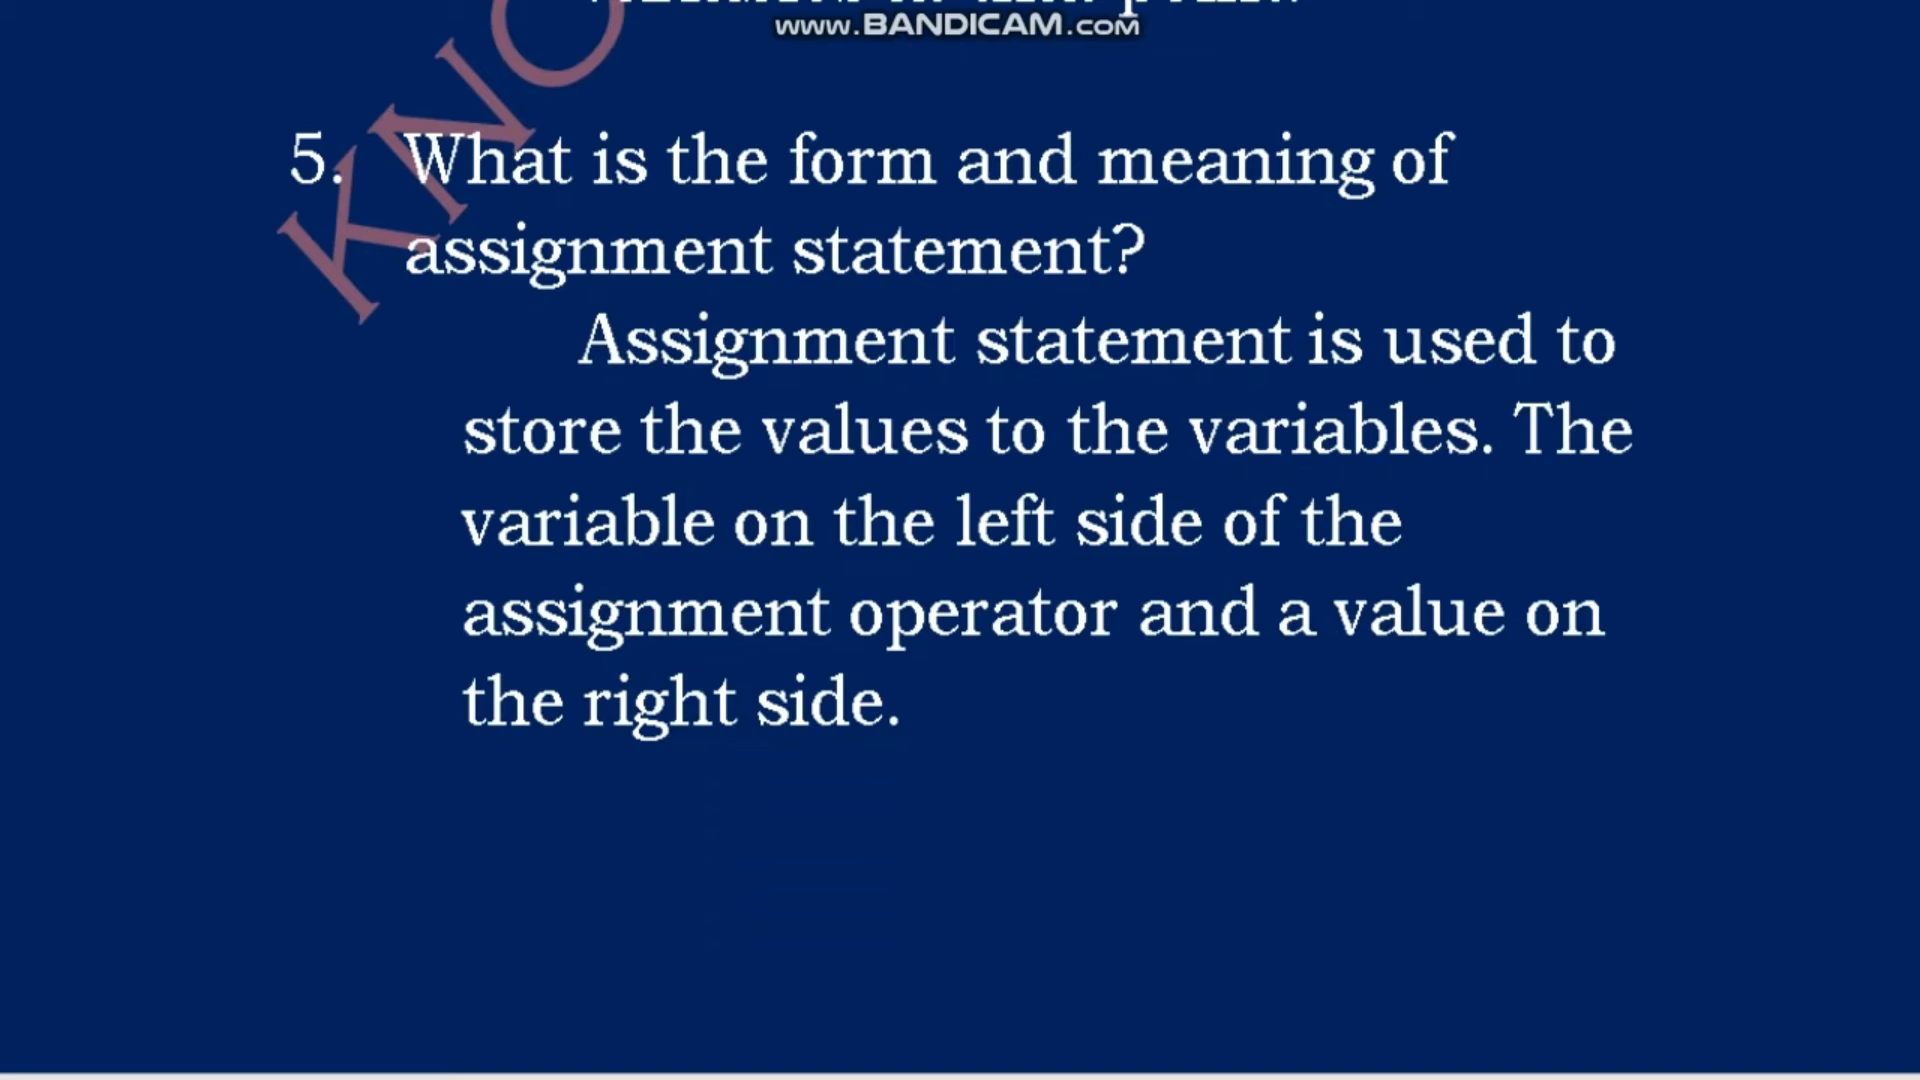 www.BANDICAM.com
KNO
5. What is the form and meaning of
assignment statement?
Assignment statement is used to
store the values to the variables. The
variable on the left side of the
assignment operator and a value on
the right side.